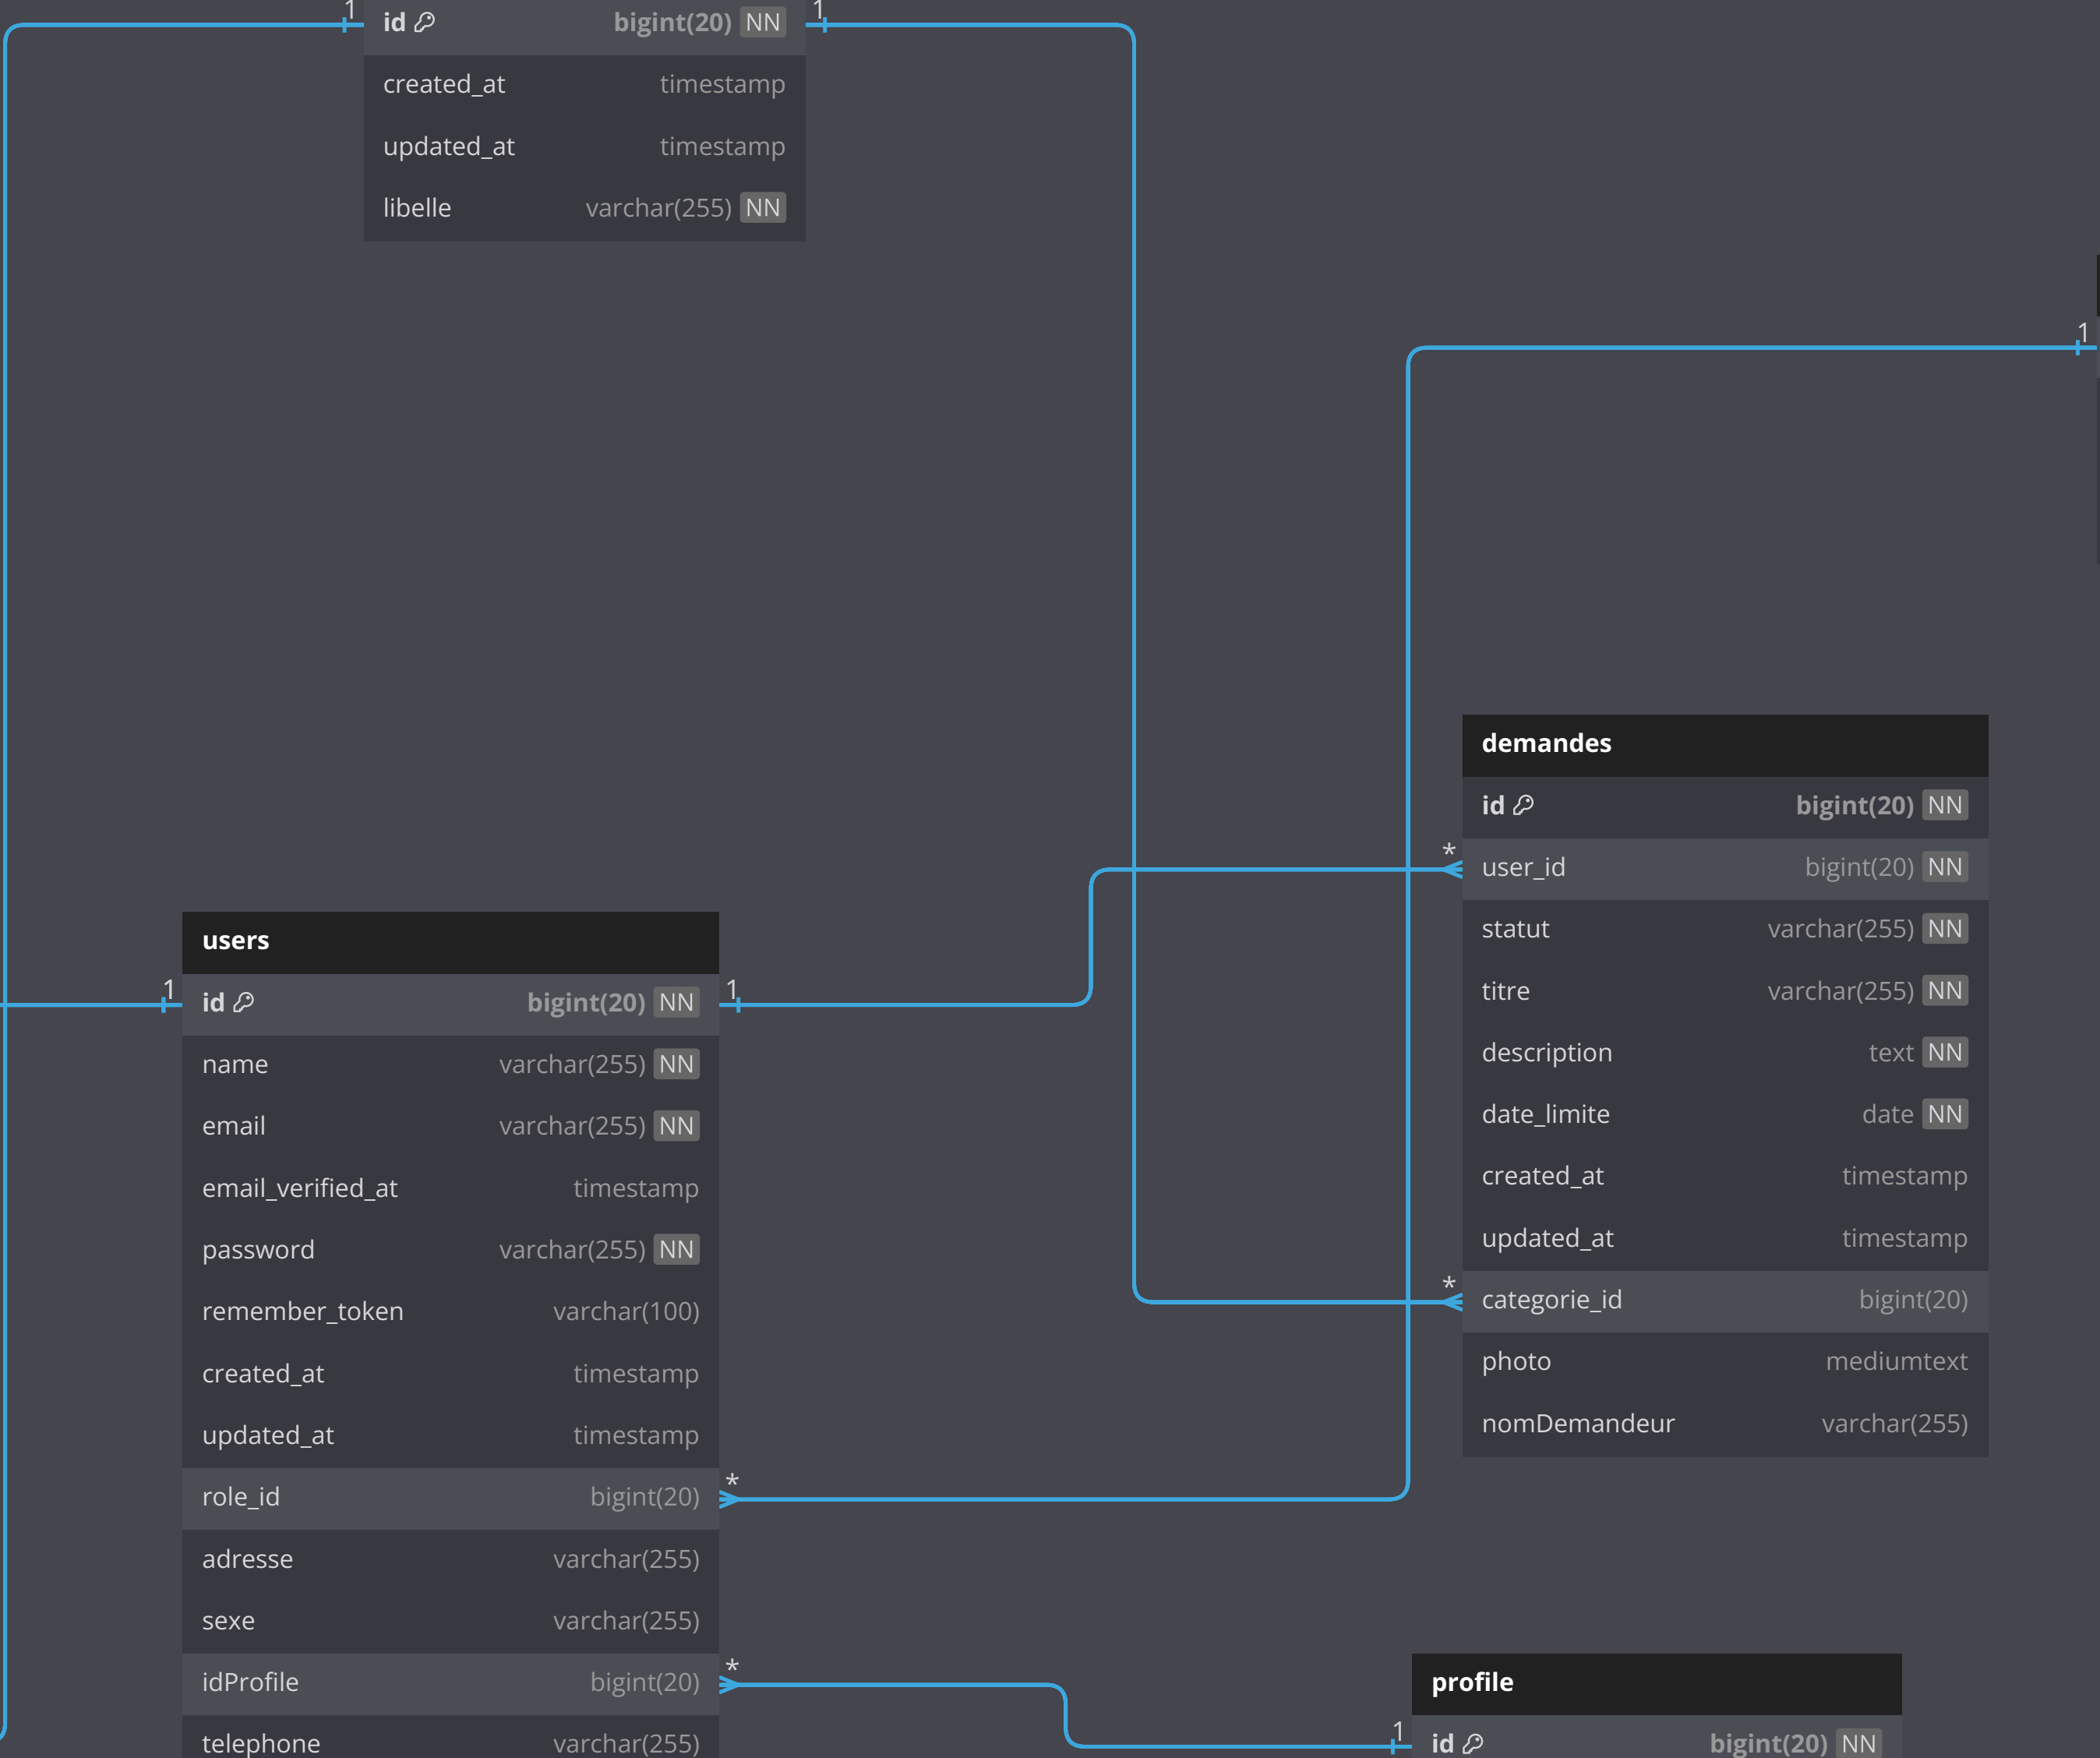 1 id bigint(20) NN 1
created_at timestamp
updated_at timestamp
libelle varchar(255) NN
1
demandes
id bigint(20) NN
* user_id bigint(20) NN
statut varchar(255) NN
titre varchar(255) NN
description text NN
date_limite date NN
created_at timestamp
updated_at timestamp
* categorie_id bigint(20)
photo mediumtext
nomDemandeur varchar(255)
users
1 id bigint(20) NN 1
name varchar(255) NN
email varchar(255) NN
email_verified_at timestamp
password varchar(255) NN
remember_token varchar(100)
created_at timestamp
updated_at timestamp
role_id bigint(20) *
adresse varchar(255)
sexe varchar(255)
idProfile bigint(20) *
telephone varchar(255)
profile
1 id bigint(20) NN